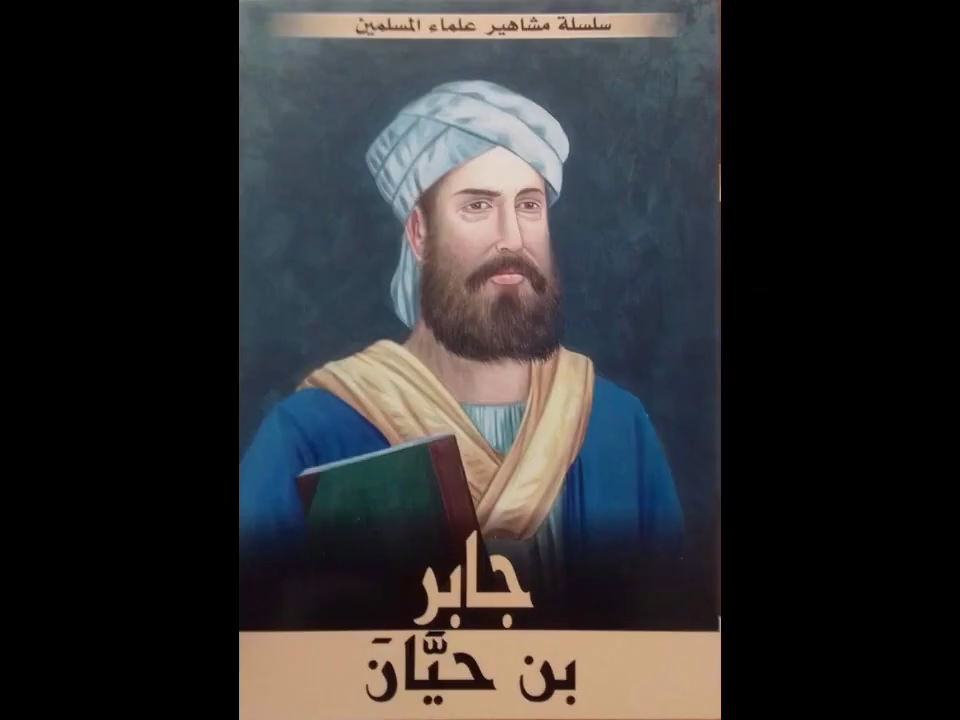 سلسلة مشاهير علماء المسلمين
جابر
بن حيَّانَ